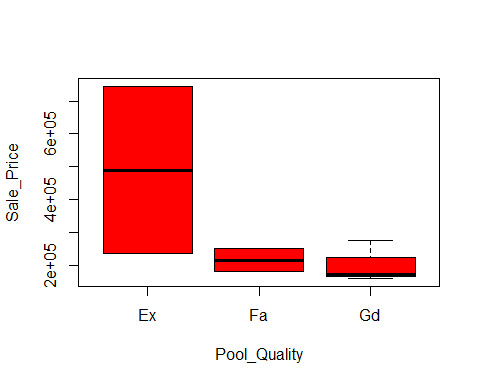 Sale_Price
6e+05
4e+05
2e+05
Ex Fa Gd
Pool_Quality